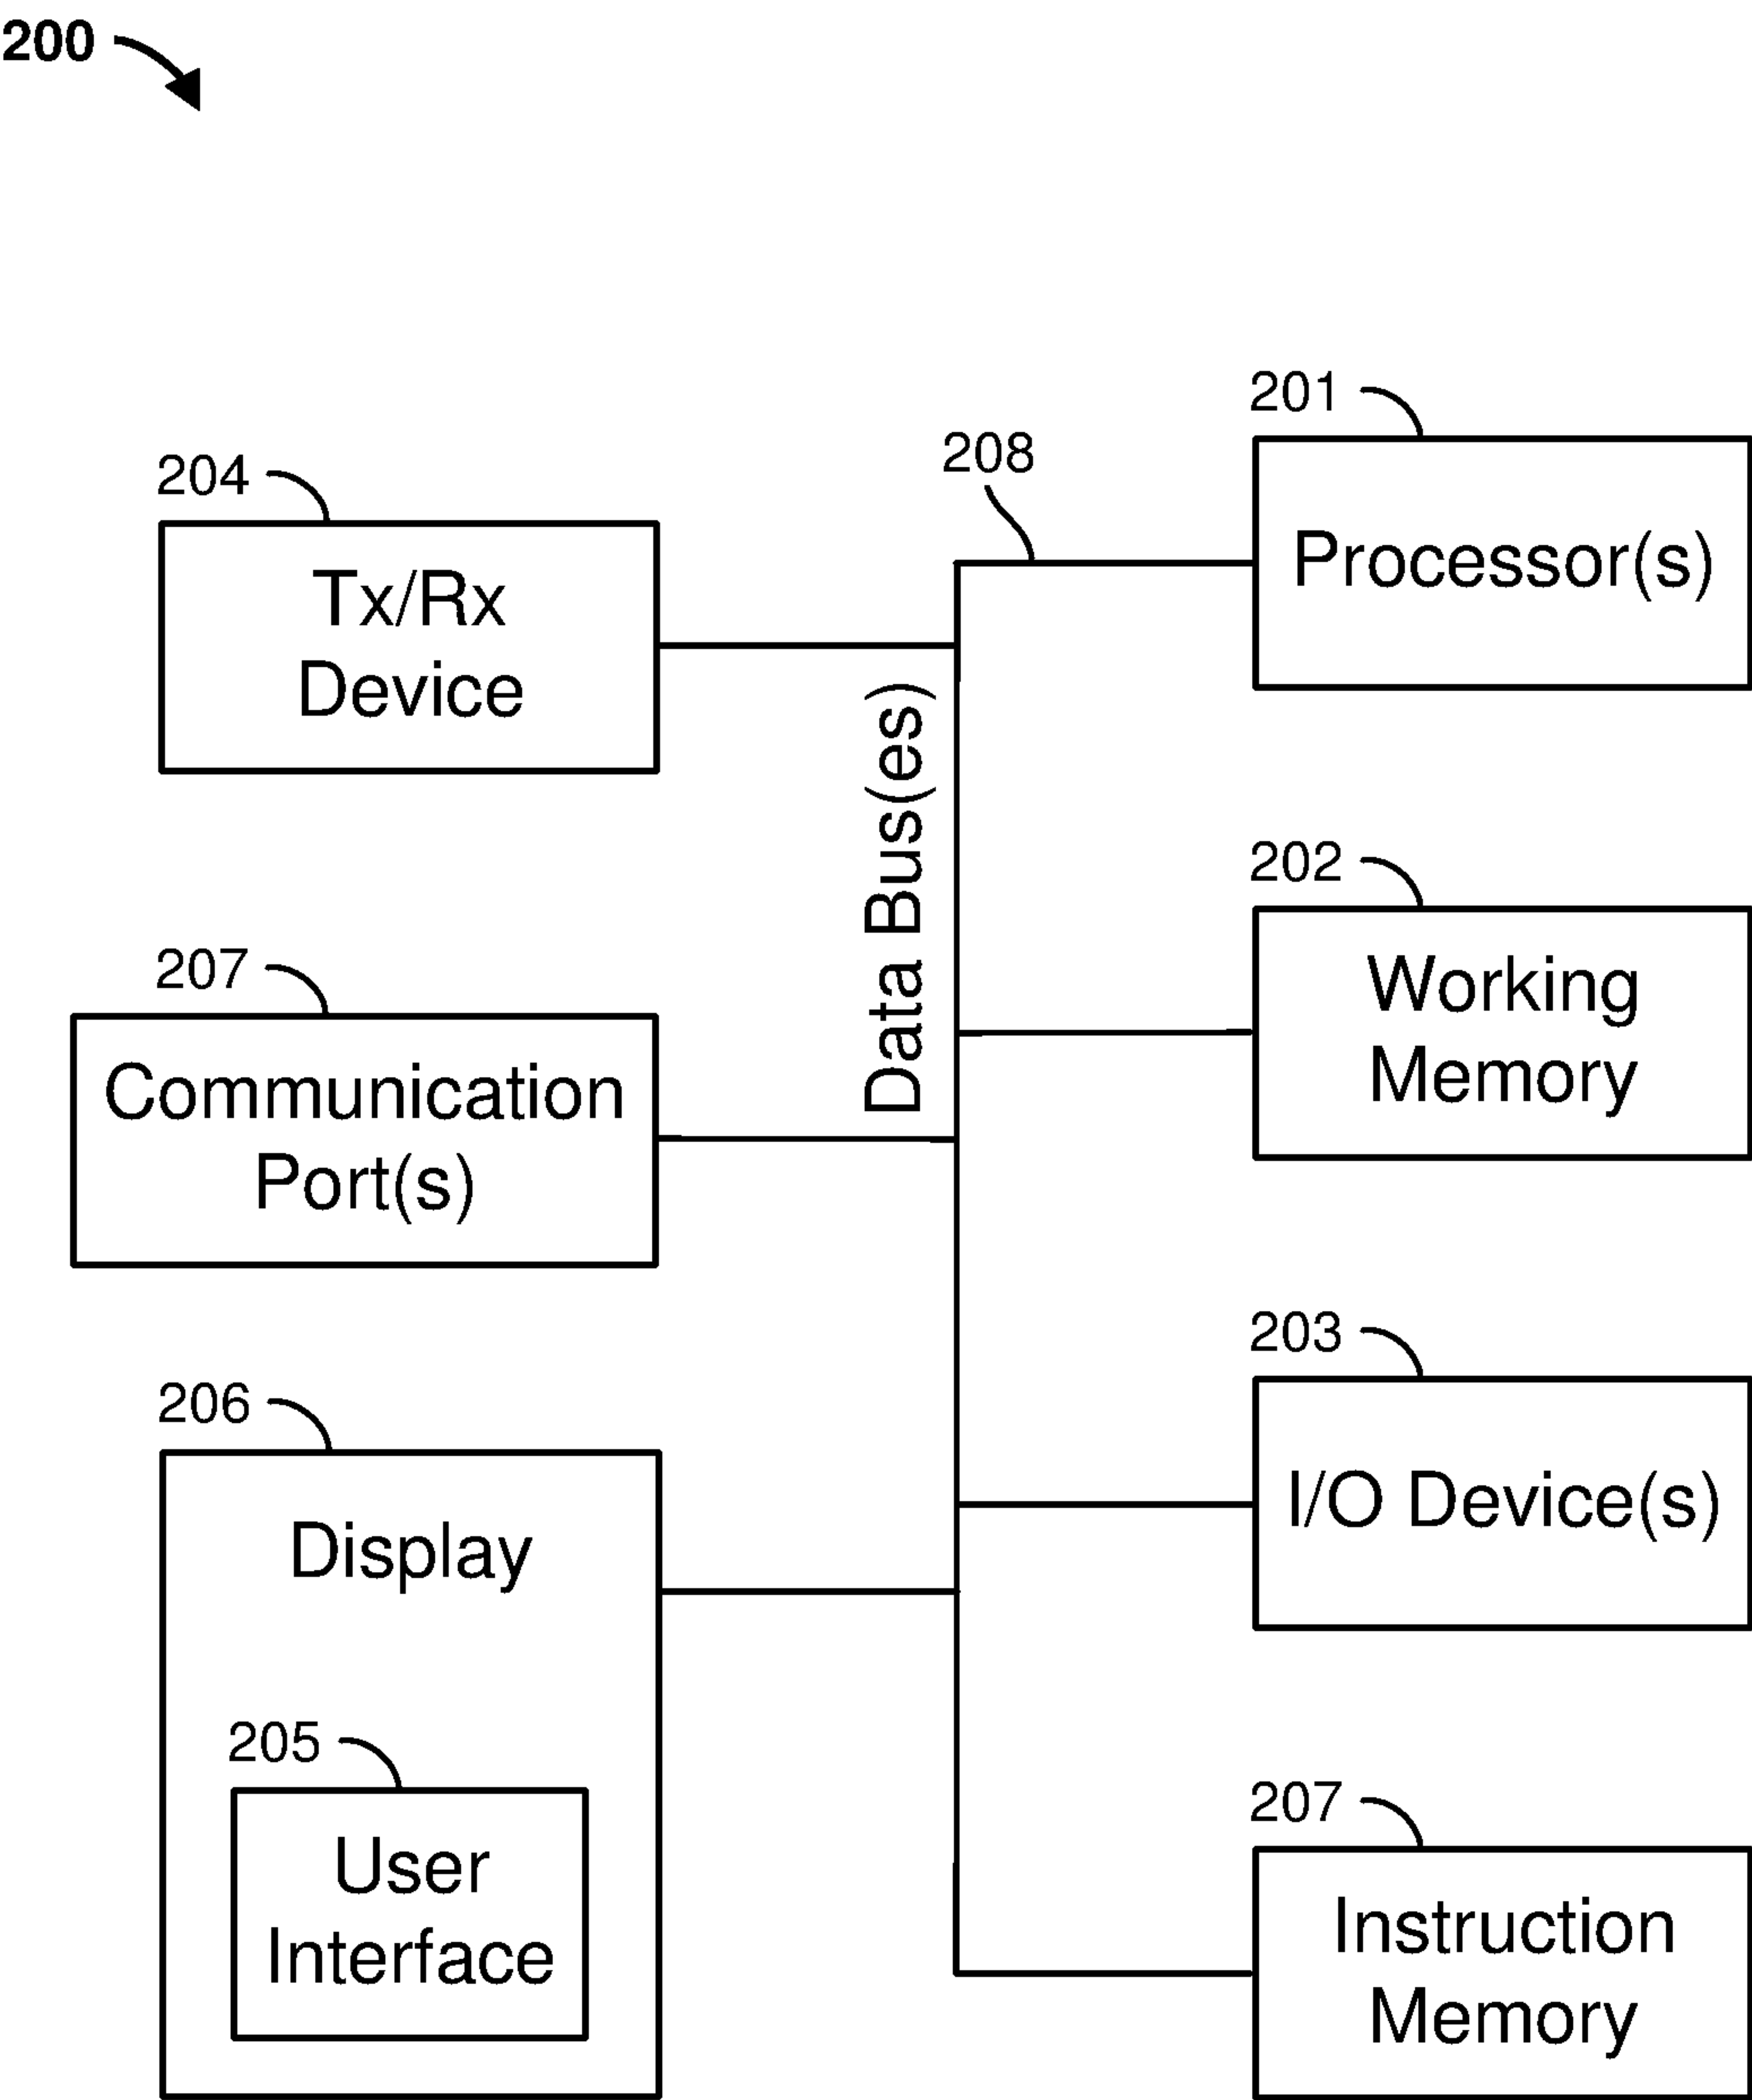 200
201
208
204
Processor(s)
Tx/Rx
Device
Data Bus(es)
202
207
Working
Memory
Communication
Port(s)
203
206
I/O Device(s)
Display
205
207
User
Interface
Instruction
Memory